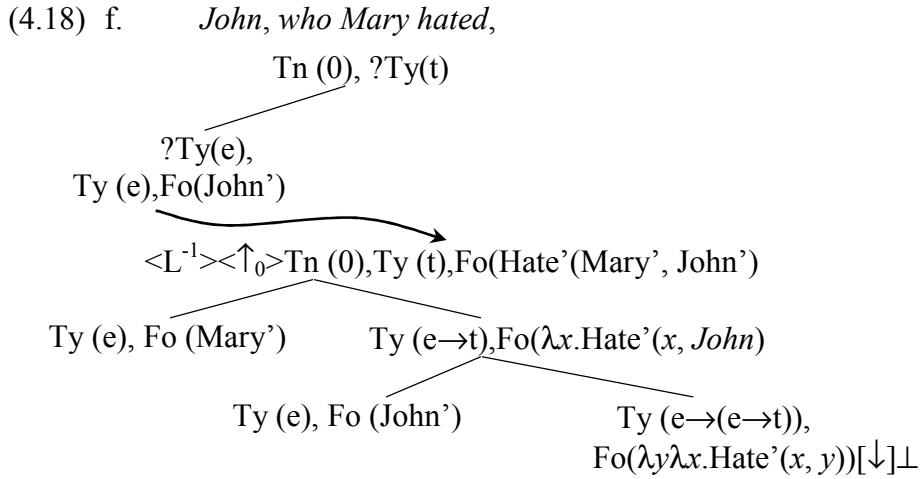 (4.18) f. John, who Mary hated,
Tn (0), ?Ty(t)
?Ty(e),
Ty (e),Fo(John’)
<L⁻¹><↑₀>Tn (0),Ty (t),Fo(Hate’(Mary’, John’)
Ty (e), Fo (Mary’) Ty (e→t),Fo(λx.Hate’(x, John)
Ty (e), Fo (John’) Ty (e→(e→t)),
Fo(λyλx.Hate’(x, y))[↓]⊥